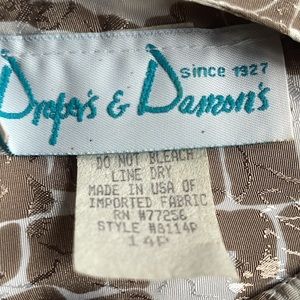 since 1927
Draper's & Damon's
DO NOT BLEACH
LINE DRY
MADE IN USA OF
IMPORTED FABRIC
RN #77256
STYLE #8114P
14P